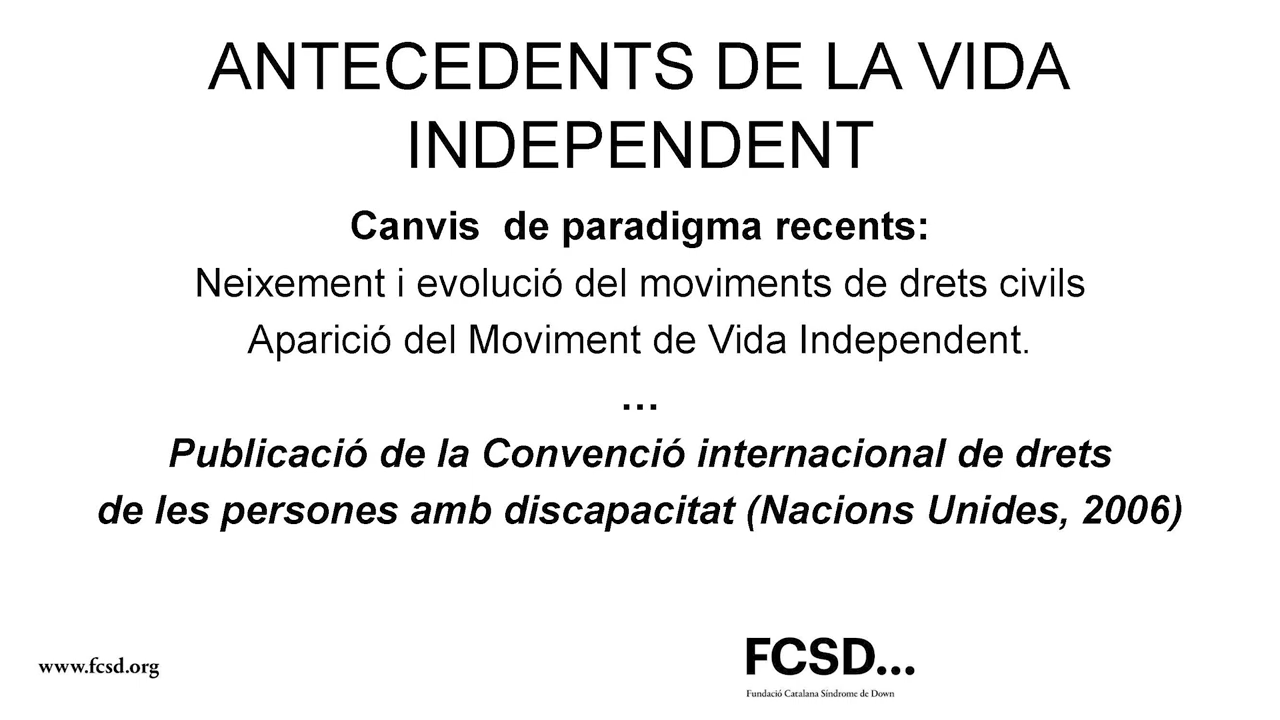 ANTECEDENTS DE LA VIDA
INDEPENDENT
Canvis de paradigma recents:
Neixement i evolució del moviments de drets civils
Aparició del Moviment de Vida Independent.
…
Publicació de la Convenció internacional de drets
de les persones amb discapacitat (Nacions Unides, 2006)
www.fcsd.org
FCSD...
Fundació Catalana Síndrome de Down